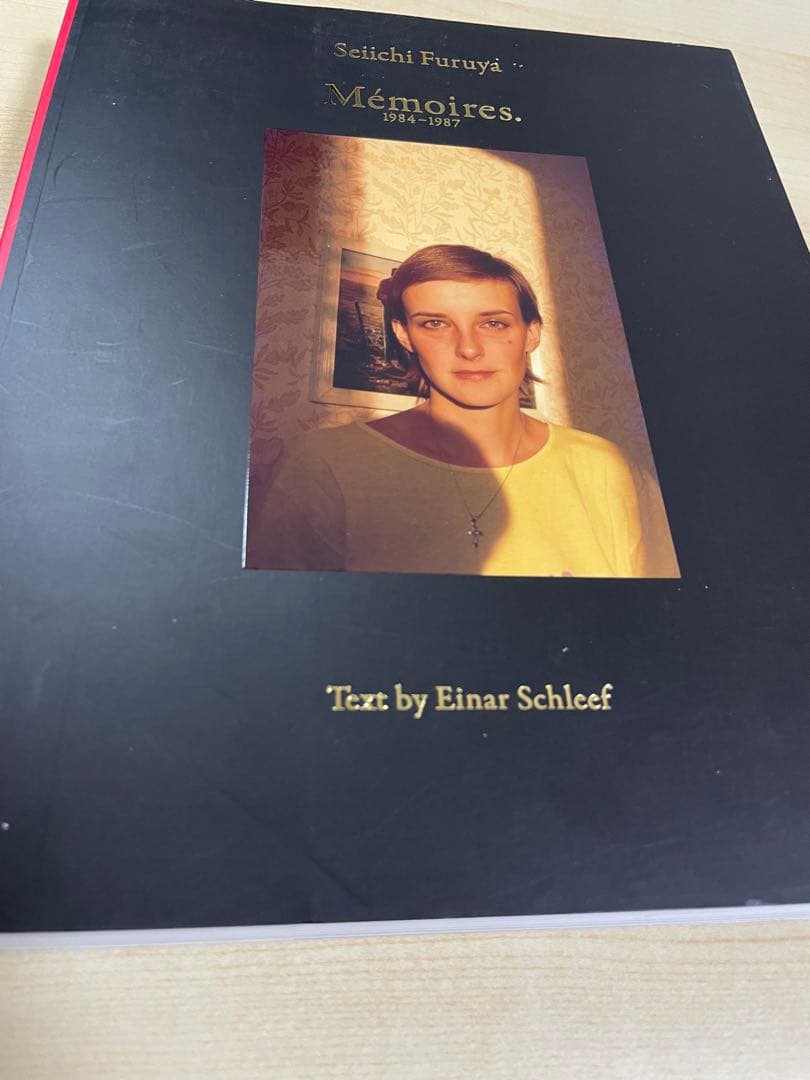 Seiichi Furuya
Mémoires.
1984–1987
Text by Einar Schleef